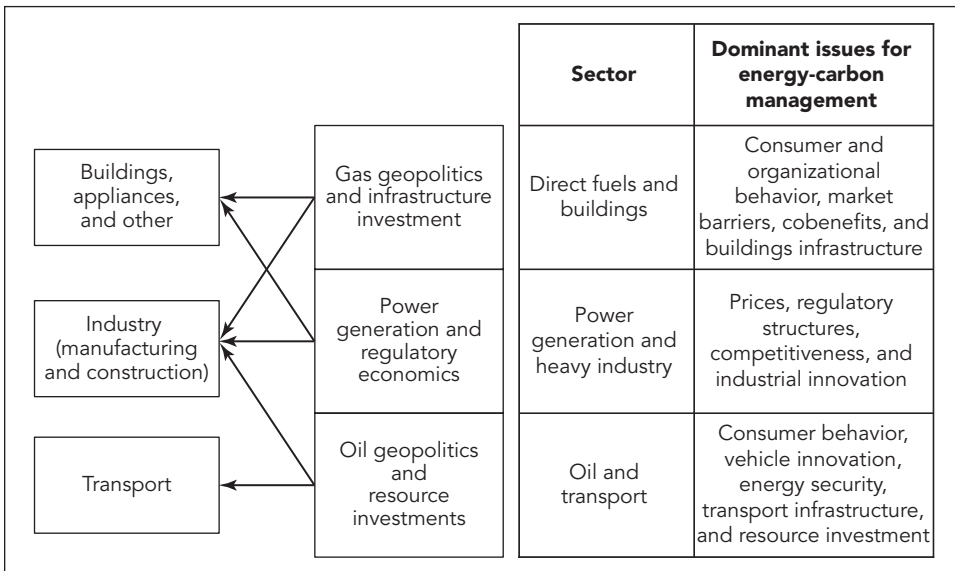 Buildings,
appliances,
and other
Industry
(manufacturing
and construction)
Transport
Gas geopolitics
and infrastructure
investment
Power
generation and
regulatory
economics
Oil geopolitics
and
resource
investments
Sector
Dominant issues for
energy-carbon
management
Direct fuels and
buildings
Consumer and
organizational
behavior, market
barriers, cobenefits, and
buildings infrastructure
Power
generation and
heavy industry
Prices, regulatory
structures,
competitiveness, and
industrial innovation
Oil and
transport
Consumer behavior,
vehicle innovation,
energy security,
transport infrastructure,
and resource investment